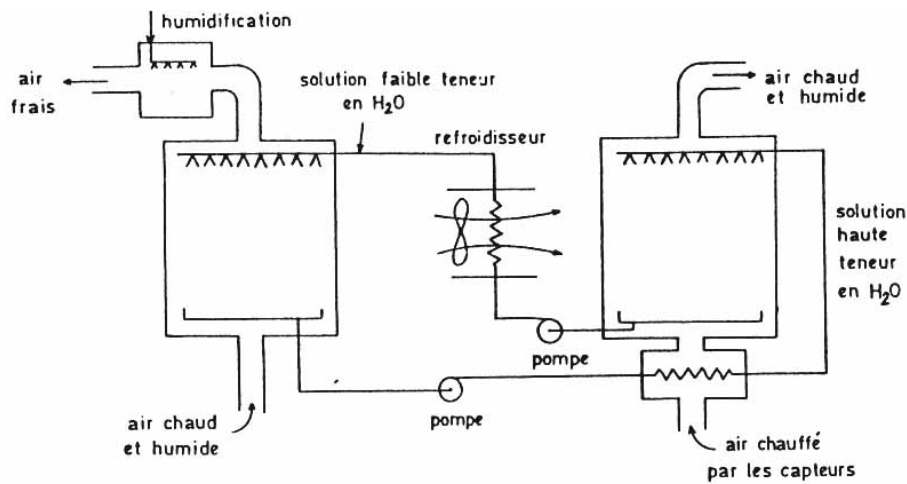 humidification
air
frais
solution faible teneur
en H₂O
refroidisseur
air chaud
et humide
solution
haute
teneur
en H₂O
pompe
pompe
air chaud
et humide
air chauffé
par les capteurs